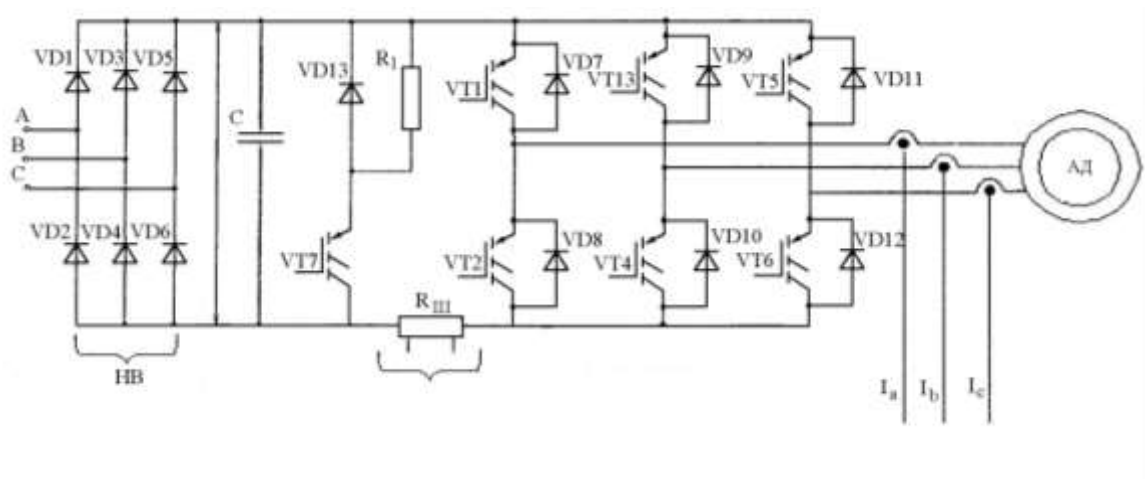 VD1 VD3 VD5
VD13
R1
VT1
VD7
VT13
VD9
VT5
VD11
A
B
C
C
АД
VD2 VD4 VD6
VT7
VT2
VD8
VT4
VD10
VT6
VD12
RШ
НВ
Ia
Ib
Ic